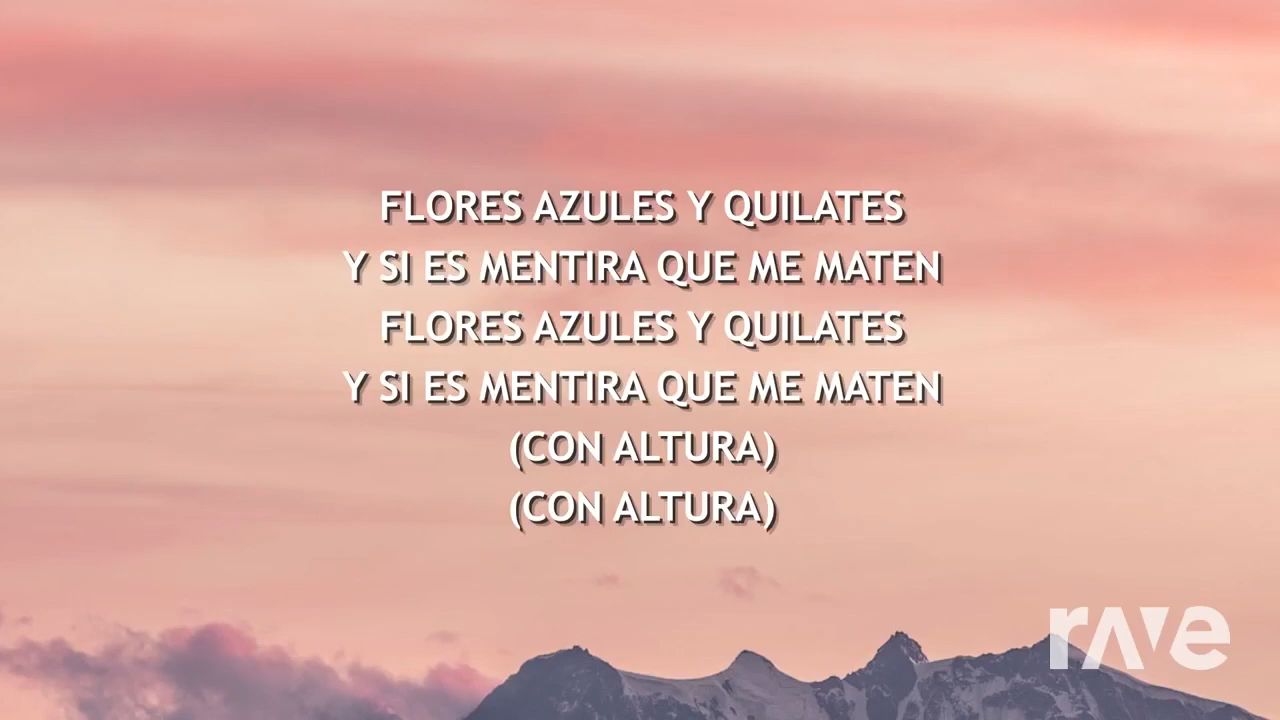 FLORES AZULES Y QUILATES
Y SI ES MENTIRA QUE ME MATEN
FLORES AZULES Y QUILATES
Y SI ES MENTIRA QUE ME MATEN
(CON ALTURA)
(CON ALTURA)
rave